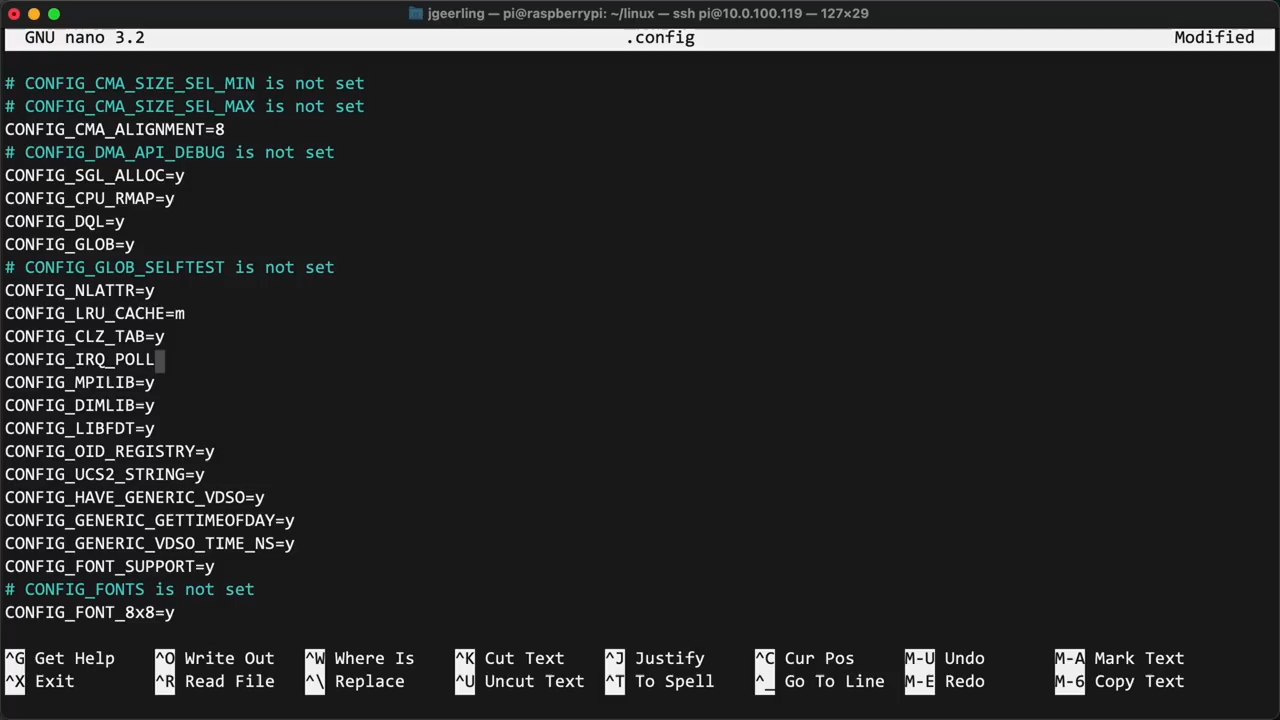 jgeerling — pi@raspberrypi: ~/linux — ssh pi@10.0.100.119 — 127×29
GNU nano 3.2 .config Modified
# CONFIG_CMA_SIZE_SEL_MIN is not set
# CONFIG_CMA_SIZE_SEL_MAX is not set
CONFIG_CMA_ALIGNMENT=8
# CONFIG_DMA_API_DEBUG is not set
CONFIG_SGL_ALLOC=y
CONFIG_CPU_RMAP=y
CONFIG_DQL=y
CONFIG_GLOB=y
# CONFIG_GLOB_SELFTEST is not set
CONFIG_NLATTR=y
CONFIG_LRU_CACHE=m
CONFIG_CLZ_TAB=y
CONFIG_IRQ_POLL
CONFIG_MPILIB=y
CONFIG_DIMLIB=y
CONFIG_LIBFDT=y
CONFIG_OID_REGISTRY=y
CONFIG_UCS2_STRING=y
CONFIG_HAVE_GENERIC_VDSO=y
CONFIG_GENERIC_GETTIMEOFDAY=y
CONFIG_GENERIC_VDSO_TIME_NS=y
CONFIG_FONT_SUPPORT=y
# CONFIG_FONTS is not set
CONFIG_FONT_8x8=y
^G Get Help ^O Write Out ^W Where Is ^K Cut Text ^J Justify ^C Cur Pos M-U Undo M-A Mark Text
^X Exit ^R Read File ^\ Replace ^U Uncut Text ^T To Spell ^_ Go To Line M-E Redo M-6 Copy Text